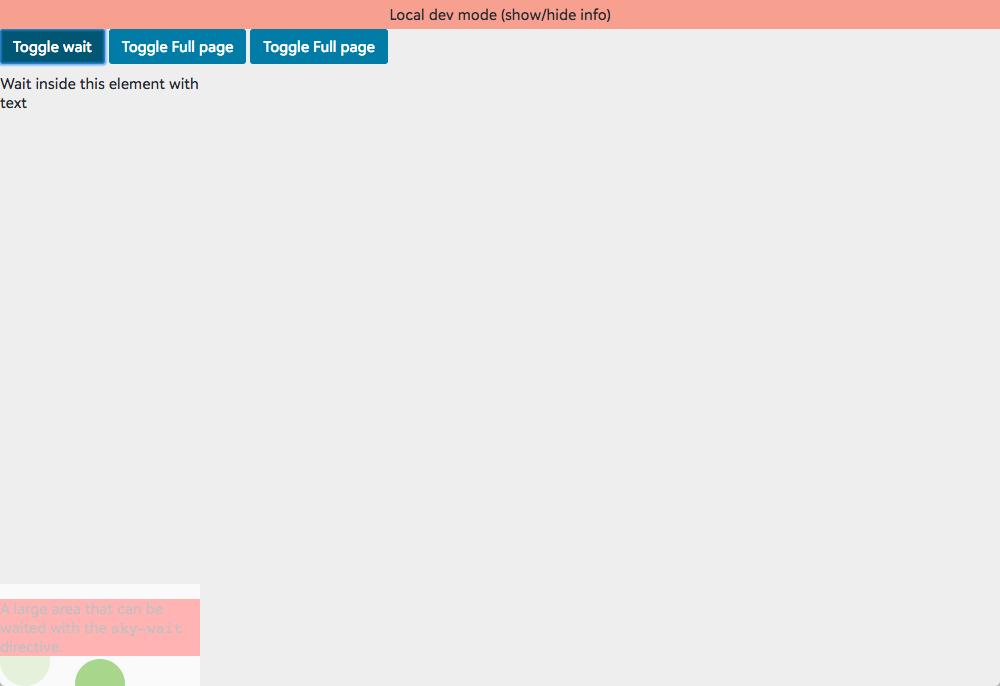 Local dev mode (show/hide info)
Toggle wait Toggle Full page Toggle Full page
Wait inside this element with
text
A large area that can be
waited with the sky-wait
directive.